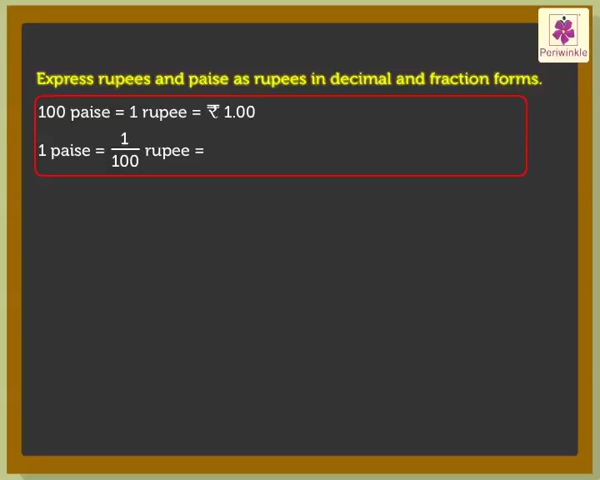 Periwinkle
Express rupees and paise as rupees in decimal and fraction forms.
100 paise = 1 rupee = ₹ 1.00
1 paise = 1/100 rupee =